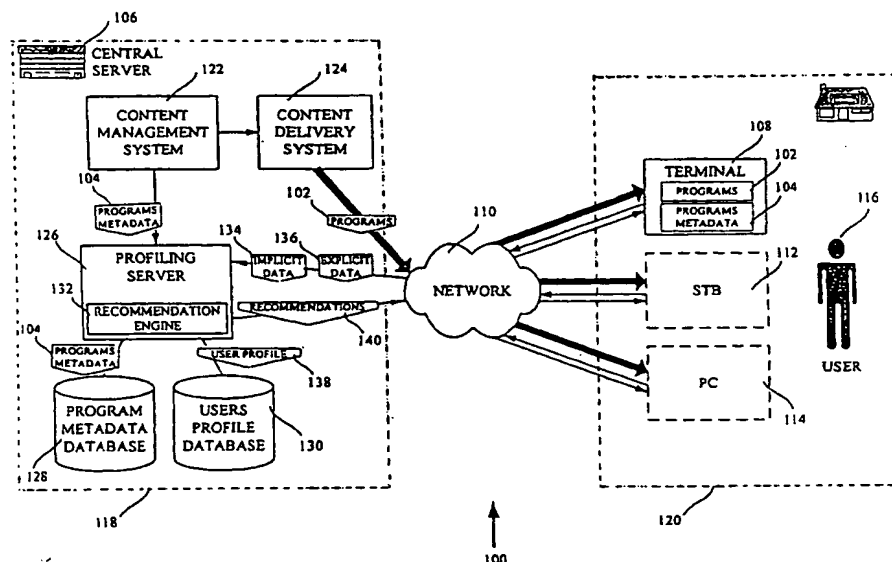 106
CENTRAL
SERVER
122
124
CONTENT
MANAGEMENT
SYSTEM
CONTENT
DELIVERY
SYSTEM
104
PROGRAMS
METADATA
102
PROGRAMS
126
PROFILING
SERVER
134
IMPLICIT
DATA
136
EXPLICIT
DATA
132
RECOMMENDATION
ENGINE
RECOMMENDATIONS
140
104
PROGRAMS
METADATA
USER PROFILE
138
PROGRAM
METADATA
DATABASE
128
USERS
PROFILE
DATABASE
130
118
110
NETWORK
100
108
TERMINAL
102
PROGRAMS
104
PROGRAMS
METADATA
116
112
STB
USER
PC
114
120